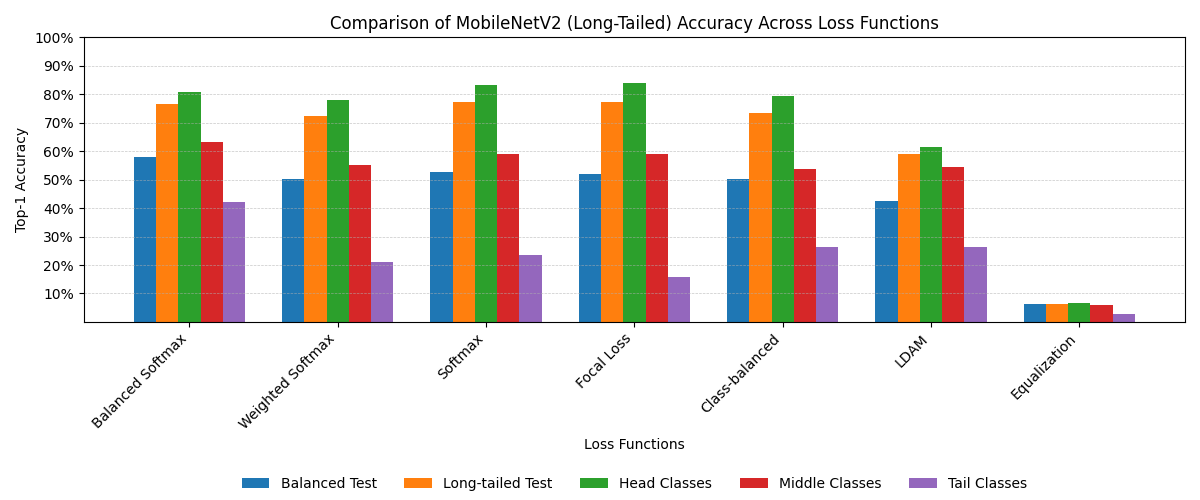 Comparison of MobileNetV2 (Long-Tailed) Accuracy Across Loss Functions
100%
90%
80%
70%
60%
50%
40%
30%
20%
10%
Top-1 Accuracy
Balanced Softmax
Weighted Softmax
Softmax
Focal Loss
Class-balanced
LDAM
Equalization
Loss Functions
Balanced Test
Long-tailed Test
Head Classes
Middle Classes
Tail Classes